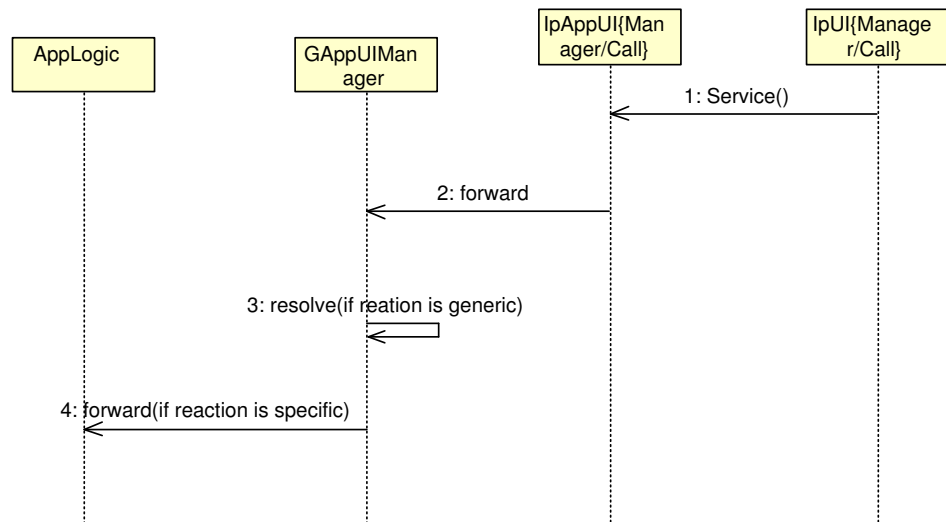 AppLogic
GAppUIMan
ager
IpAppUI{Man
ager/Call}
IpUI{Manage
r/Call}
1: Service()
2: forward
3: resolve(if reation is generic)
4: forward(if reaction is specific)